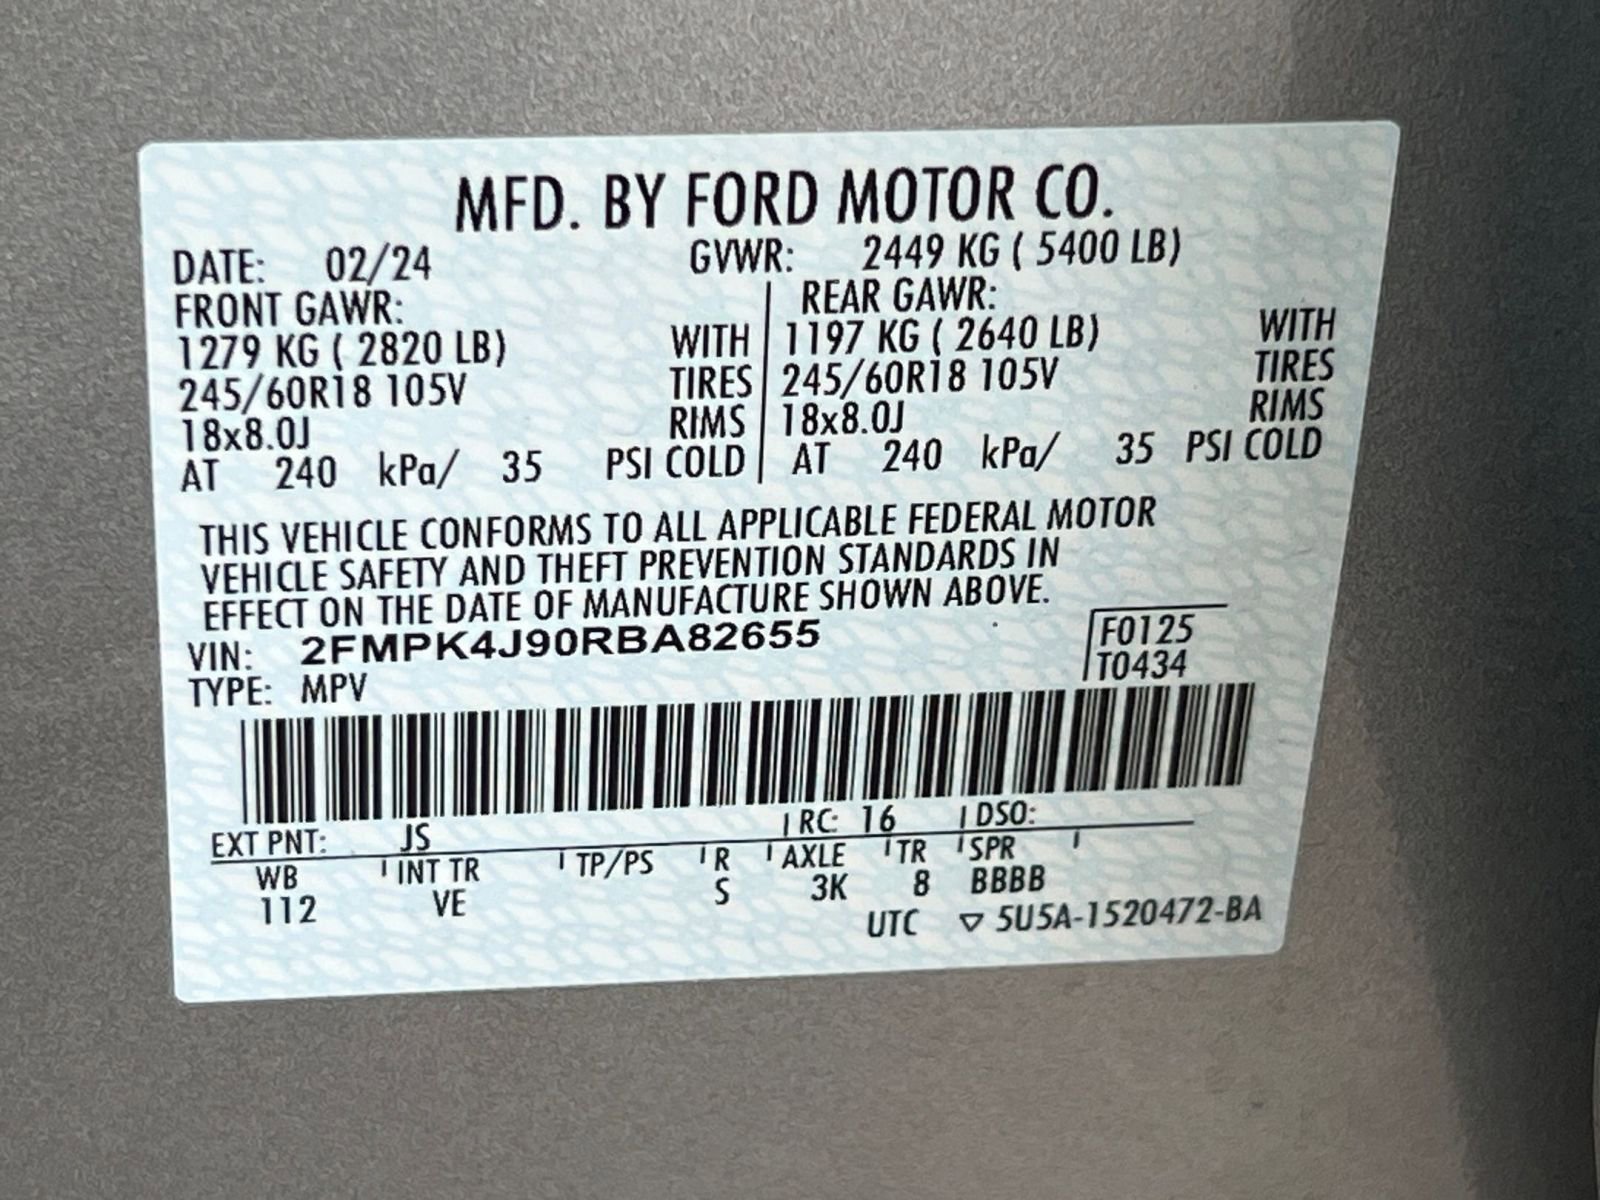 MFD. BY FORD MOTOR CO.
DATE: 02/24 GVWR: 2449 KG ( 5400 LB)
FRONT GAWR: REAR GAWR:
1279 KG ( 2820 LB) WITH 1197 KG ( 2640 LB) WITH
245/60R18 105V TIRES 245/60R18 105V TIRES
18x8.0J RIMS 18x8.0J RIMS
AT 240 kPa/ 35 PSI COLD AT 240 kPa/ 35 PSI COLD
THIS VEHICLE CONFORMS TO ALL APPLICABLE FEDERAL MOTOR
VEHICLE SAFETY AND THEFT PREVENTION STANDARDS IN
EFFECT ON THE DATE OF MANUFACTURE SHOWN ABOVE.
VIN: 2FMPK4J90RBA82655 F0125
TYPE: MPV T0434
EXT PNT: JS RC: 16 DSO:
WB INT TR TP/PS R AXLE TR SPR
112 VE S 3K 8 BBBB
UTC ▽ 5U5A-1520472-BA